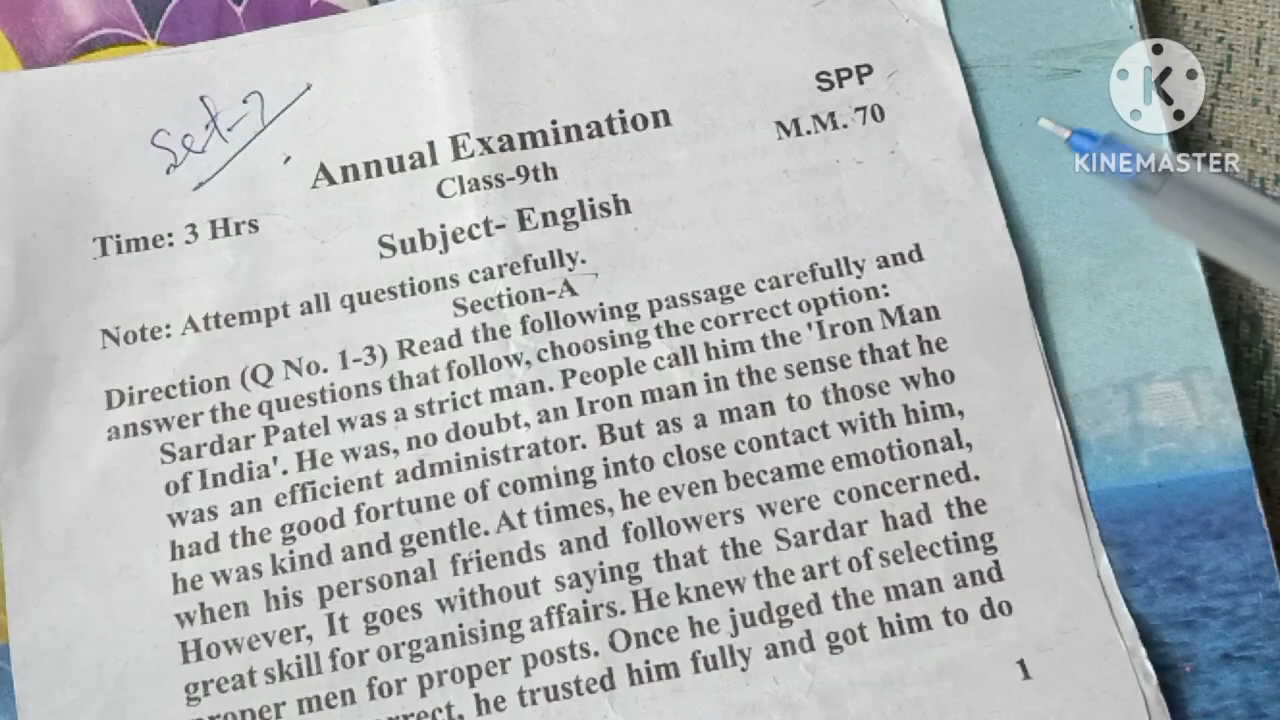 Set-2
SPP
Annual Examination
M.M. 70
Class-9th
Time: 3 Hrs
Subject- English
Note: Attempt all questions carefully.
Section-A
Direction (Q No. 1-3) Read the following passage carefully and
answer the questions that follow, choosing the correct option:
Sardar Patel was a strict man. People call him the 'Iron Man
of India'. He was, no doubt, an Iron man in the sense that he
was an efficient administrator. But as a man to those who
had the good fortune of coming into close contact with him,
he was kind and gentle. At times, he even became emotional,
when his personal friends and followers were concerned.
However, It goes without saying that the Sardar had the
great skill for organising affairs. He knew the art of selecting
proper men for proper posts. Once he judged the man and
he trusted him fully and got him to do
1
K
KINEMASTER